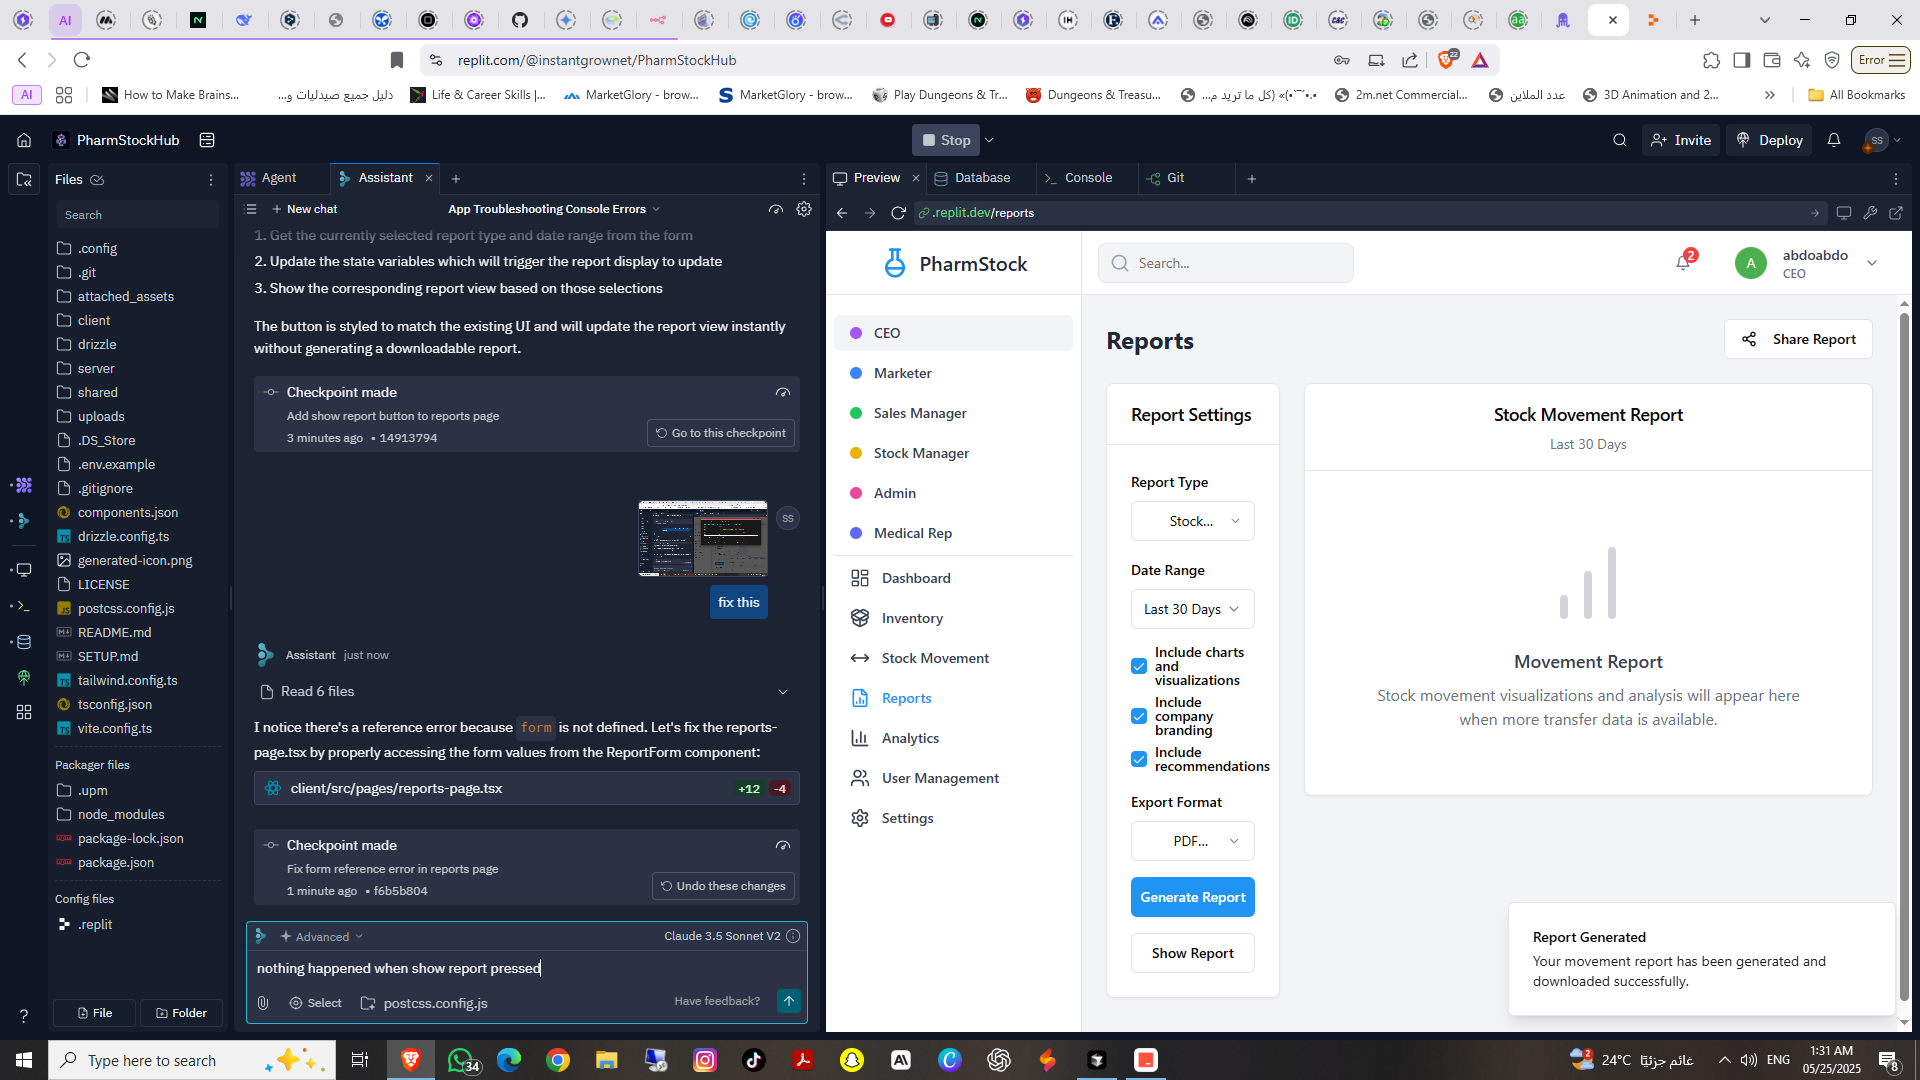 replit.com/@instantgrownet/PharmStockHub
22
Error
AI
How to Make Brains...
دليل جميع صيدليات و...
Life & Career Skills |...
MarketGlory - brow...
MarketGlory - brow...
Play Dungeons & Tr...
Dungeons & Treasu...
2m.net Commercial...
عدد الملاين
3D Animation and 2...
All Bookmarks
PharmStockHub
Stop
Invite
Deploy
SS
Files
Search
.config
.git
attached_assets
client
drizzle
server
shared
uploads
.DS_Store
.env.example
.gitignore
components.json
drizzle.config.ts
generated-icon.png
LICENSE
postcss.config.js
README.md
SETUP.md
tailwind.config.ts
tsconfig.json
vite.config.ts
Packager files
.upm
node_modules
package-lock.json
package.json
Config files
.replit
File
Folder
Agent
Assistant
New chat
App Troubleshooting Console Errors
1. Get the currently selected report type and date range from the form
2. Update the state variables which will trigger the report display to update
3. Show the corresponding report view based on those selections
The button is styled to match the existing UI and will update the report view instantly
without generating a downloadable report.
Checkpoint made
Add show report button to reports page
3 minutes ago • 14913794
Go to this checkpoint
SS
fix this
Assistant just now
Read 6 files
I notice there's a reference error because form is not defined. Let's fix the reports-
page.tsx by properly accessing the form values from the ReportForm component:
client/src/pages/reports-page.tsx
+12 -4
Checkpoint made
Fix form reference error in reports page
1 minute ago • f6b5b804
Undo these changes
Advanced
Claude 3.5 Sonnet V2
nothing happened when show report pressed
Select
postcss.config.js
Have feedback?
Preview
Database
Console
Git
.replit.dev/reports
PharmStock
Search...
2
A
abdoabdo
CEO
CEO
Marketer
Sales Manager
Stock Manager
Admin
Medical Rep
Dashboard
Inventory
Stock Movement
Reports
Analytics
User Management
Settings
Reports
Share Report
Report Settings
Report Type
Stock...
Date Range
Last 30 Days
Include charts
and
visualizations
Include
company
branding
Include
recommendations
Export Format
PDF...
Generate Report
Show Report
Stock Movement Report
Last 30 Days
Movement Report
Stock movement visualizations and analysis will appear here
when more transfer data is available.
Report Generated
Your movement report has been generated and
downloaded successfully.
Type here to search
34
2
24°C
غائم جزئيًا
ENG
1:31 AM
05/25/2025
8